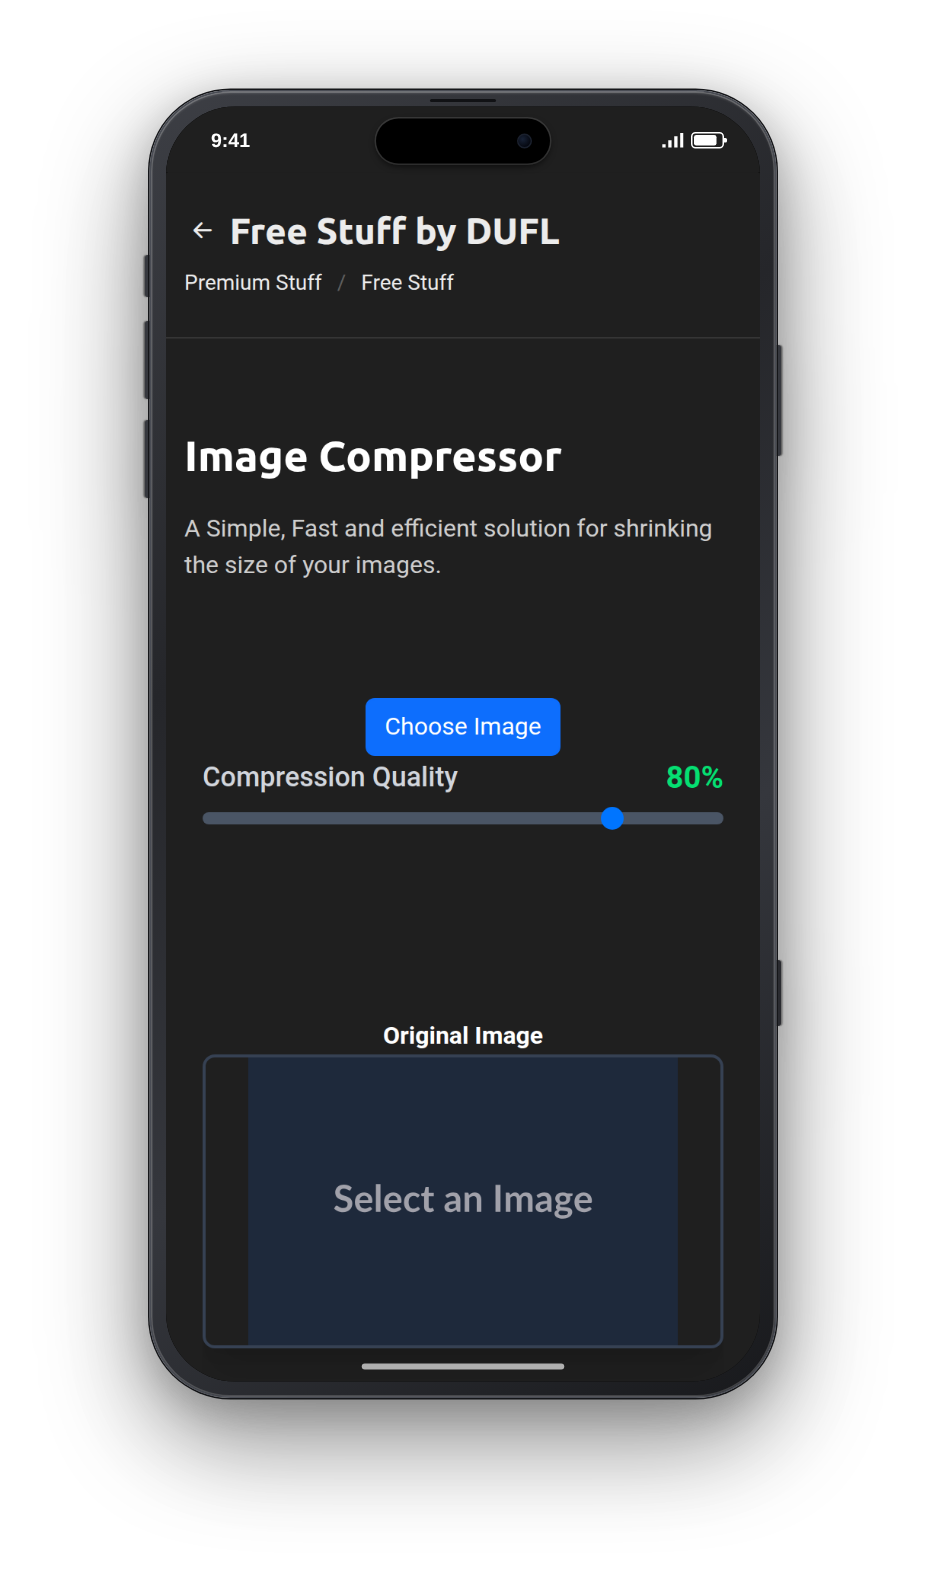 9:41
← Free Stuff by DUFL
Premium Stuff / Free Stuff
Image Compressor
A Simple, Fast and efficient solution for shrinking
the size of your images.
Choose Image
Compression Quality 80%
Original Image
Select an Image